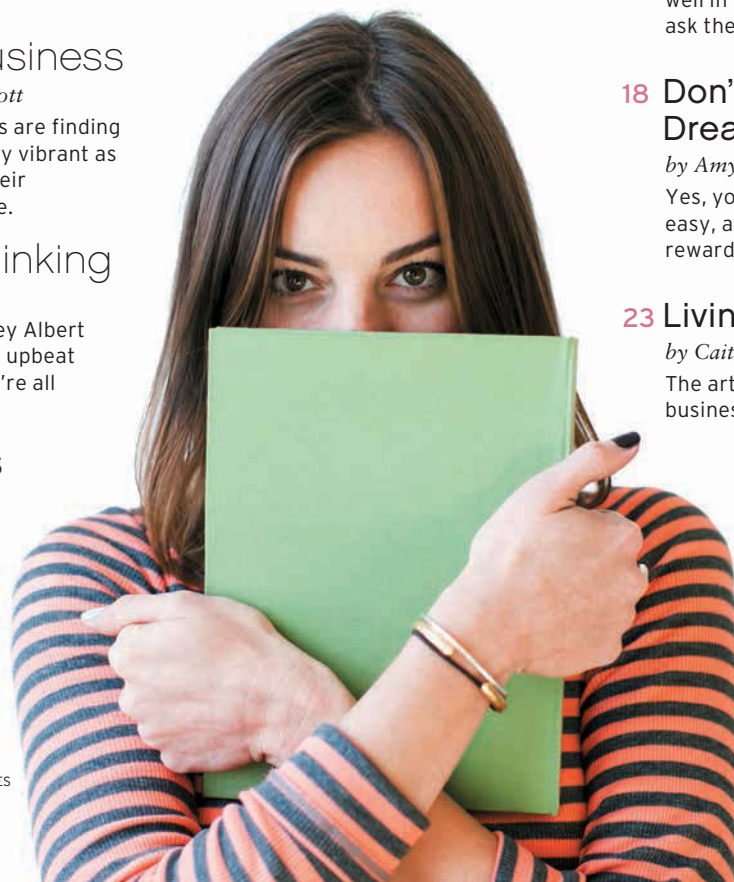 usiness
ott
s are finding
y vibrant as
eir
e.
inking
ey Albert
upbeat
're all
s
ts
well in
ask the
18 Don'
Drea
by Amy
Yes, yo
easy, a
reward
23 Livin
by Cait
The art
busines